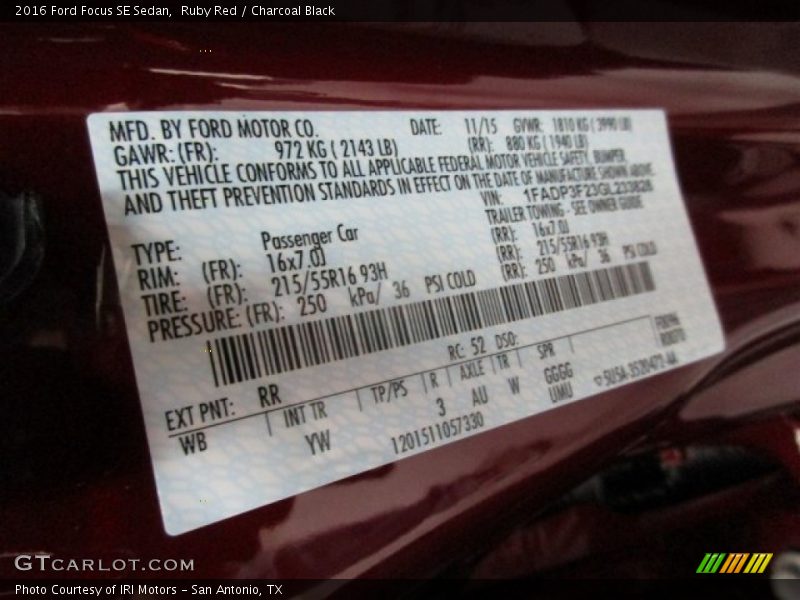 2016 Ford Focus SE Sedan,  Ruby Red / Charcoal Black
MFD. BY FORD MOTOR CO. DATE: 11/15 GVWR: 1810 KG ( 3990 LB)
GAWR: (FR): 972 KG ( 2143 LB) (RR): 880 KG ( 1940 LB)
THIS VEHICLE CONFORMS TO ALL APPLICABLE FEDERAL MOTOR VEHICLE SAFETY, BUMPER,
AND THEFT PREVENTION STANDARDS IN EFFECT ON THE DATE OF MANUFACTURE SHOWN ABOVE.
VIN:
TYPE: Passenger Car TRAILER TOWING - SEE OWNER GUIDE
RIM: (FR): 16x7.0J (RR): 16x7.0J
TIRE: (FR): 215/55R16 93H (RR): 215/55R16 93H
PRESSURE: (FR): 250 kPa/ 36 PSI COLD (RR): 250 kPa/ 36 PSI COLD
RC: 52 DSO:
EXT PNT: RR
WB INT TR TP/PS R AXLE TR SPR
YW 3 AU W GGGG
UMU
1201511057330
5U5A-3520472-AA
GTCARLOT.COM
Photo Courtesy of IRI Motors - San Antonio, TX